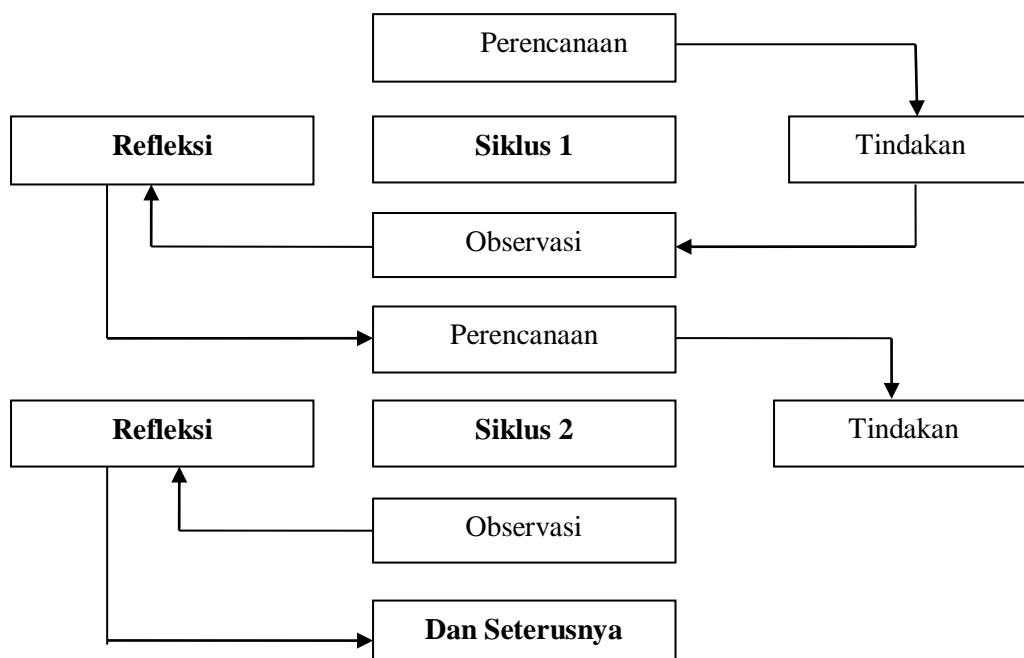 Perencanaan
Refleksi
Siklus 1
Tindakan
Observasi
Perencanaan
Refleksi
Siklus 2
Tindakan
Observasi
Dan Seterusnya